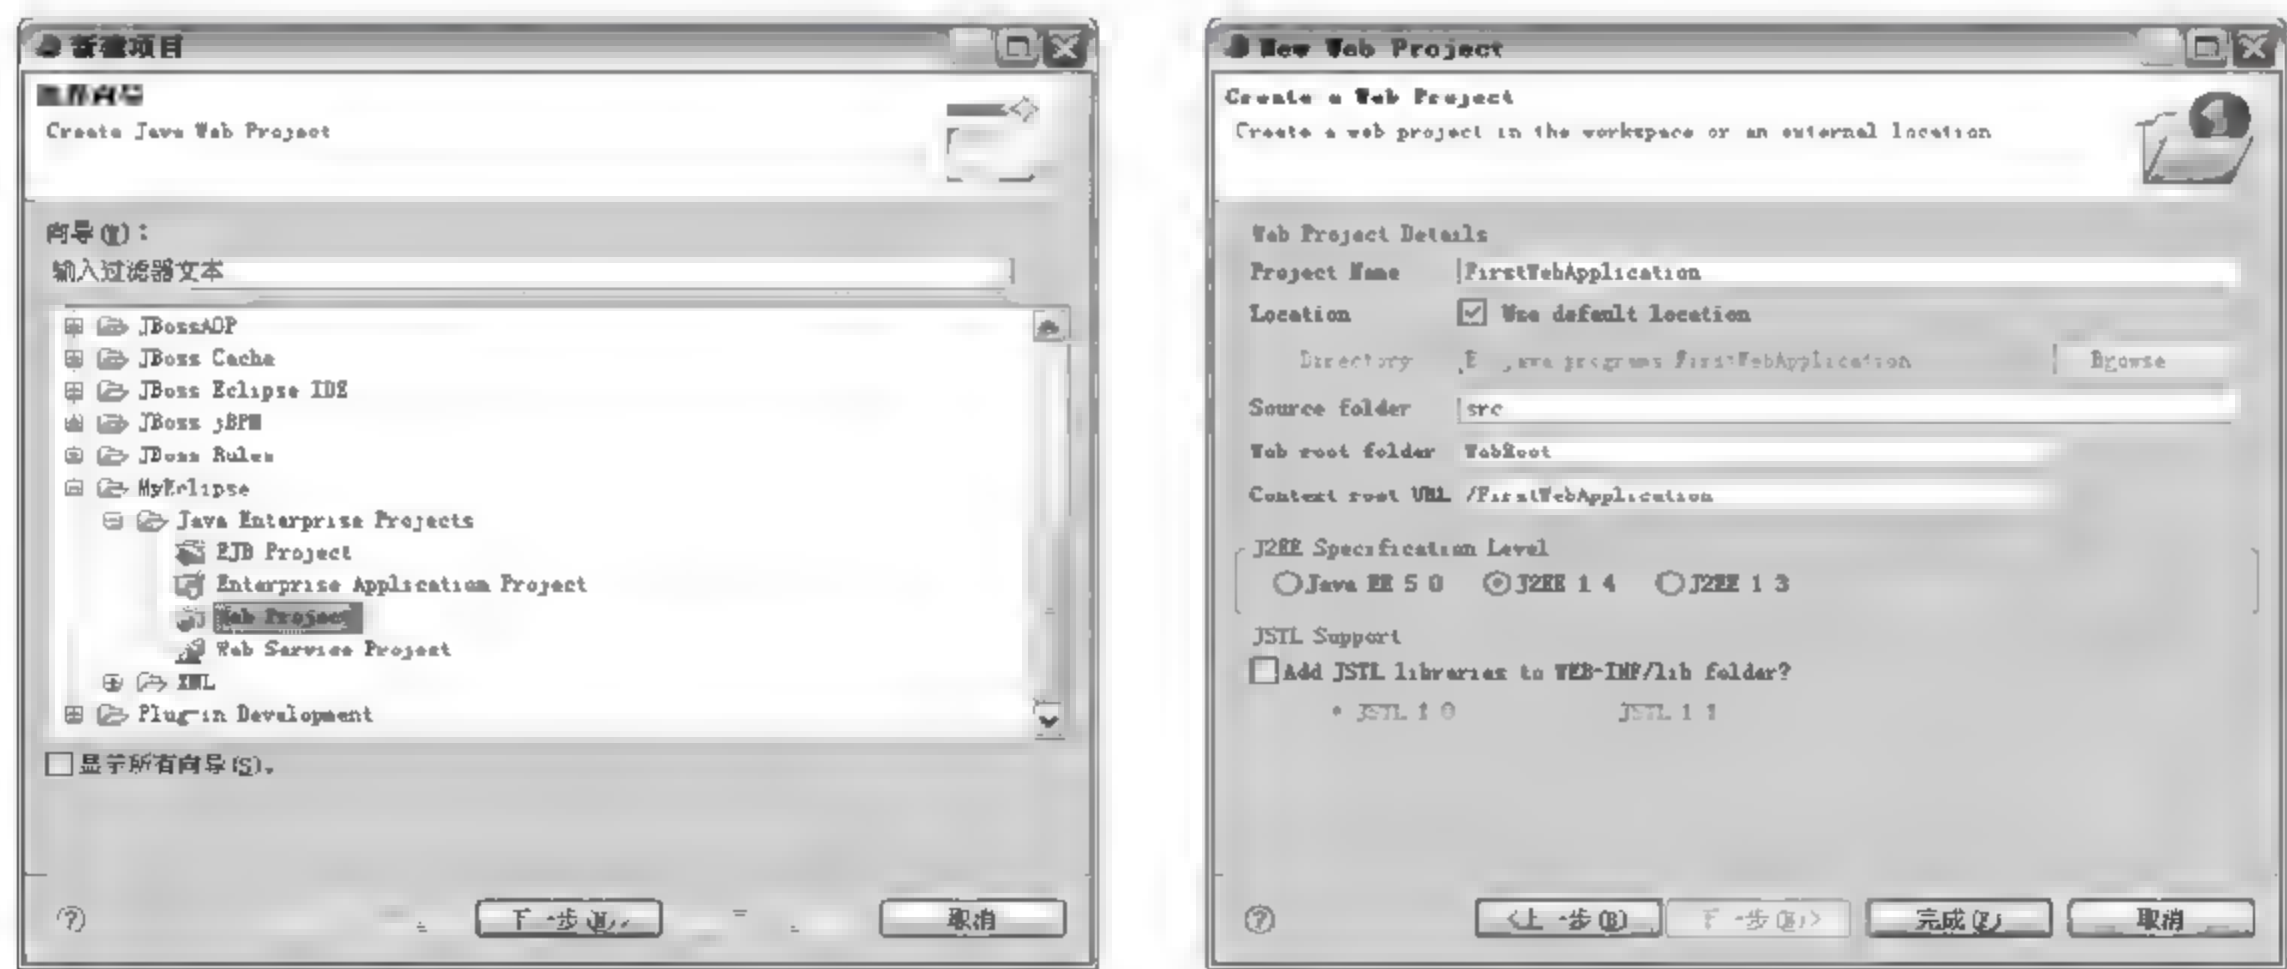 新建项目
选择向导
Create Java Web Project
向导(W):
输入过滤器文本
JBossAOP
JBoss Cache
JBoss Eclipse IDE
JBoss jBPM
JBoss Rules
MyEclipse
Java Enterprise Projects
EJB Project
Enterprise Application Project
Web Project
Web Service Project
XML
Plug-in Development
显示所有向导(S)。
下一步(N)
取消
New Web Project
Create a Web Project
Create a web project in the workspace or an external location
Web Project Details
Project Name FirstWebApplication
Location Use default location
Directory FirstWebApplication Browse
Source folder src
Web root folder WebRoot
Context root URL /FirstWebApplication
J2EE Specification Level
Java EE 5 0 J2EE 1 4 J2EE 1 3
JSTL Support
Add JSTL libraries to WEB-INF/lib folder?
JSTL 1 0 JSTL 1 1
<上一步(B) 下一步(N)> 完成(F) 取消